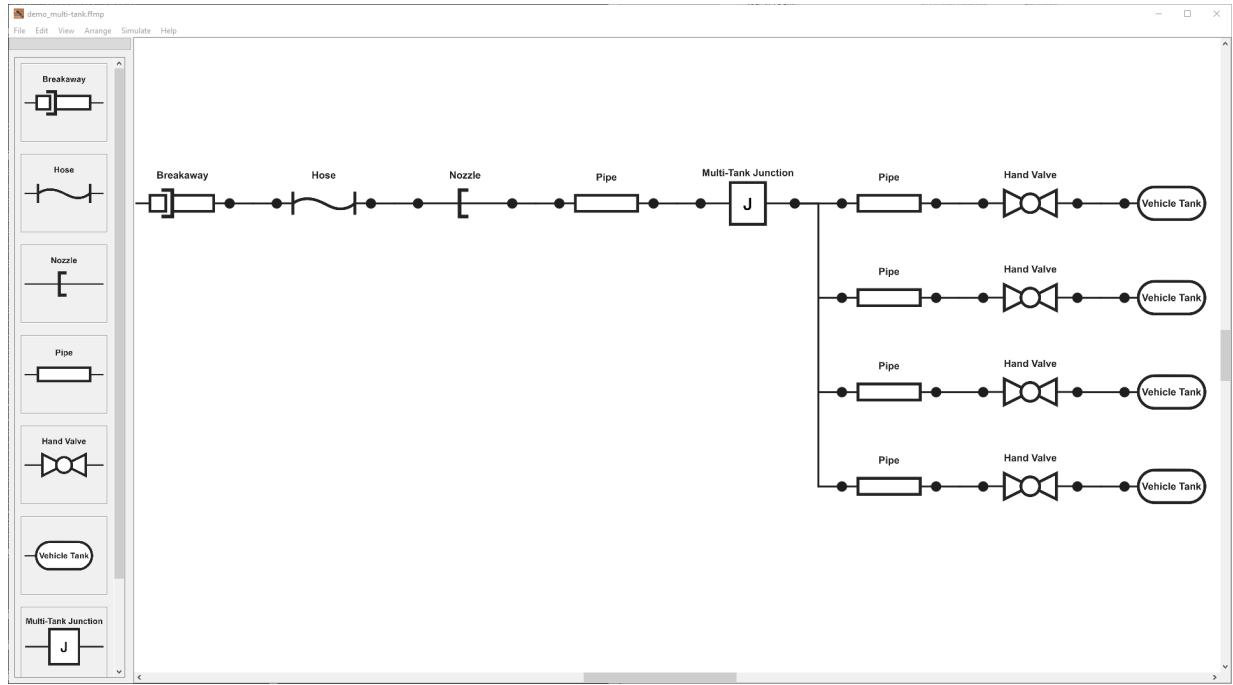 demo_multi-tank.ffmp
File Edit View Arrange Simulate Help
Breakaway
Hose
Nozzle
Pipe
Hand Valve
Vehicle Tank
Multi-Tank Junction
J
Breakaway
Hose
Nozzle
Pipe
Multi-Tank Junction
J
Pipe
Hand Valve
Vehicle Tank
Pipe
Hand Valve
Vehicle Tank
Pipe
Hand Valve
Vehicle Tank
Pipe
Hand Valve
Vehicle Tank